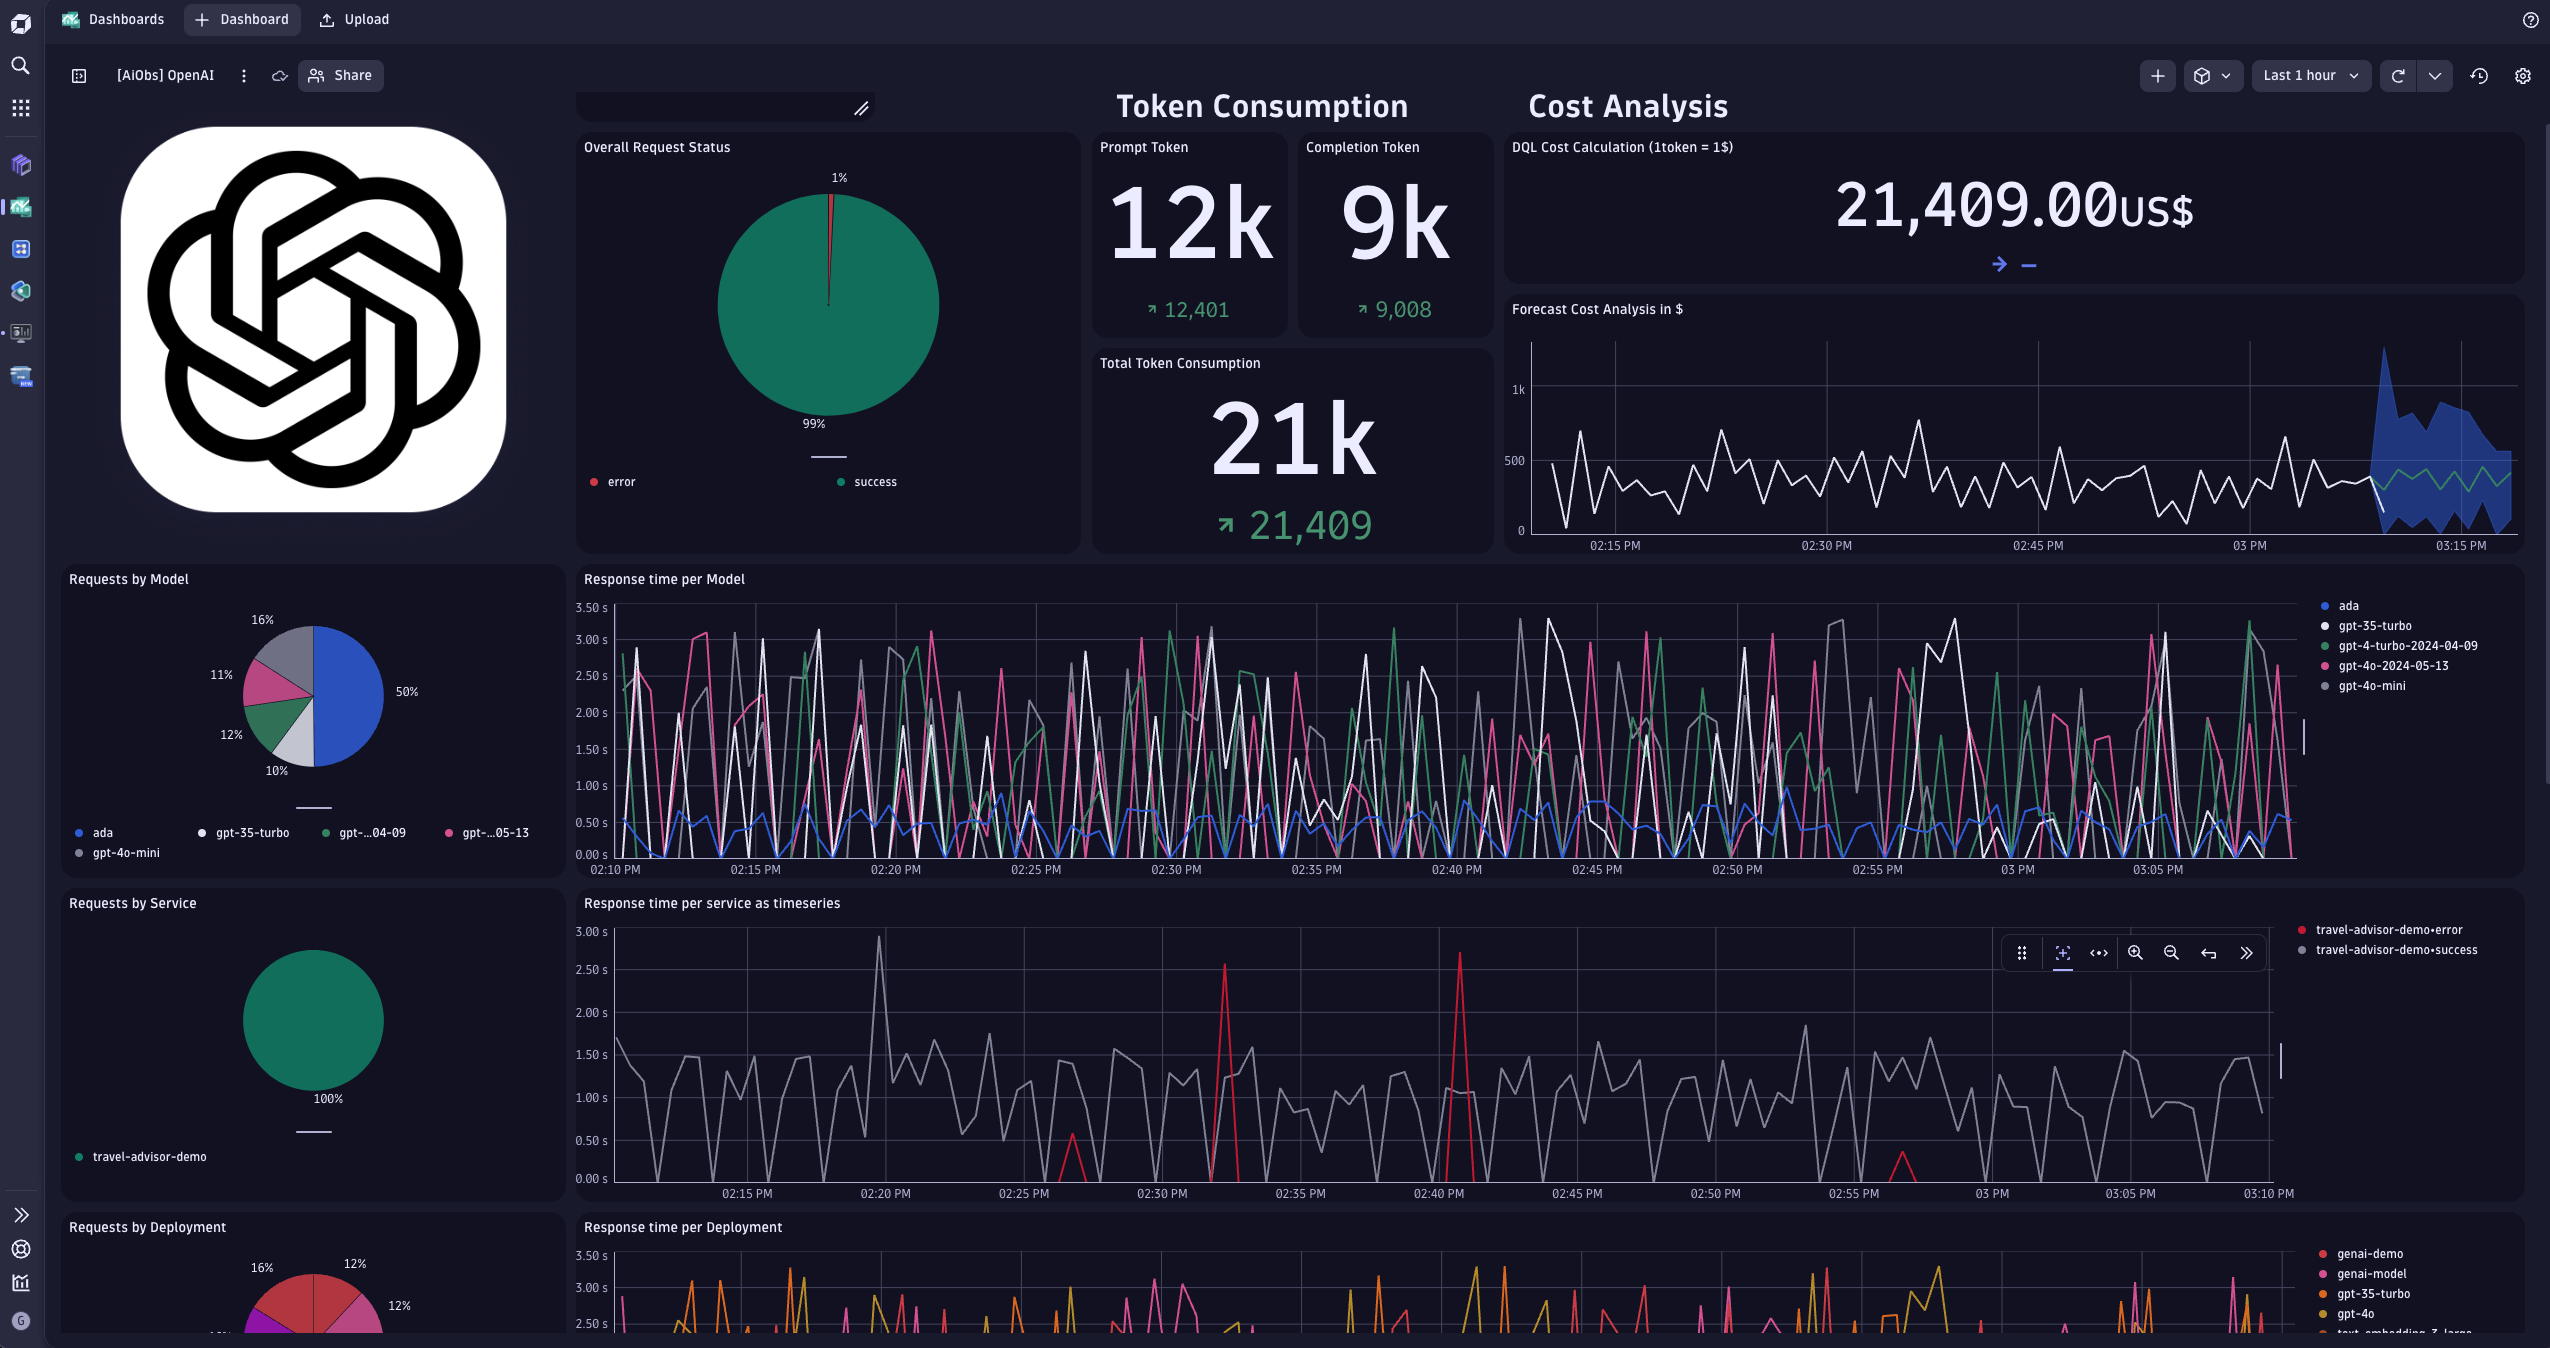 Dashboards
Dashboard
Upload
[AiObs] OpenAI
Share
Last 1 hour
Token Consumption
Cost Analysis
Overall Request Status
1%
99%
error
success
Prompt Token
12k
12,401
Completion Token
9k
9,008
Total Token Consumption
21k
21,409
DQL Cost Calculation (1token = 1$)
21,409.00US$
Forecast Cost Analysis in $
1k
500
0
02:15 PM
02:30 PM
02:45 PM
03 PM
03:15 PM
Requests by Model
16%
11%
50%
12%
10%
ada
gpt-35-turbo
gpt-...04-09
gpt-...05-13
gpt-4o-mini
Response time per Model
3.50 s
3.00 s
2.50 s
2.00 s
1.50 s
1.00 s
0.50 s
0.00 s
02:10 PM
02:15 PM
02:20 PM
02:25 PM
02:30 PM
02:35 PM
02:40 PM
02:45 PM
02:50 PM
02:55 PM
03 PM
03:05 PM
ada
gpt-35-turbo
gpt-4-turbo-2024-04-09
gpt-4o-2024-05-13
gpt-4o-mini
Requests by Service
100%
travel-advisor-demo
Response time per service as timeseries
3.00 s
2.50 s
2.00 s
1.50 s
1.00 s
0.50 s
0.00 s
02:15 PM
02:20 PM
02:25 PM
02:30 PM
02:35 PM
02:40 PM
02:45 PM
02:50 PM
02:55 PM
03 PM
03:05 PM
03:10 PM
travel-advisor-demo•error
travel-advisor-demo•success
Requests by Deployment
16%
12%
12%
Response time per Deployment
3.50 s
3.00 s
2.50 s
genai-demo
genai-model
gpt-35-turbo
gpt-4o
G